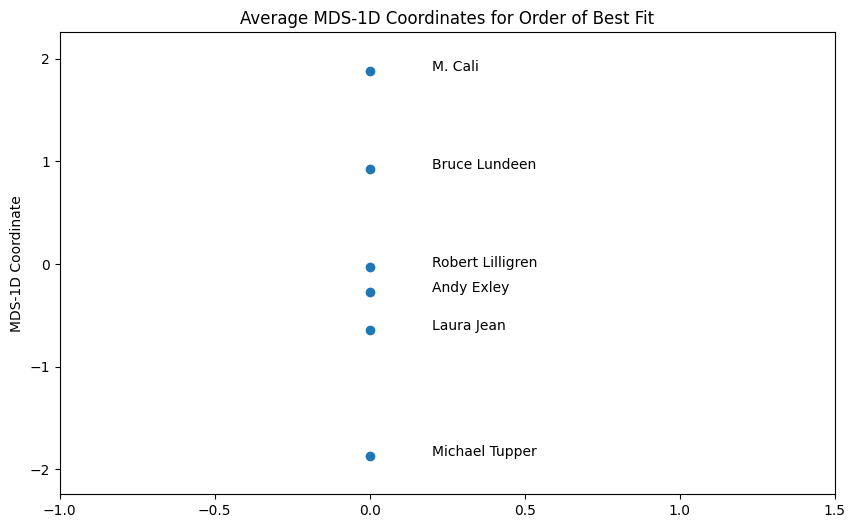 Average MDS-1D Coordinates for Order of Best Fit
MDS-1D Coordinate
2
1
0
−1
−2
M. Cali
Bruce Lundeen
Robert Lilligren
Andy Exley
Laura Jean
Michael Tupper
−1.0
−0.5
0.0
0.5
1.0
1.5